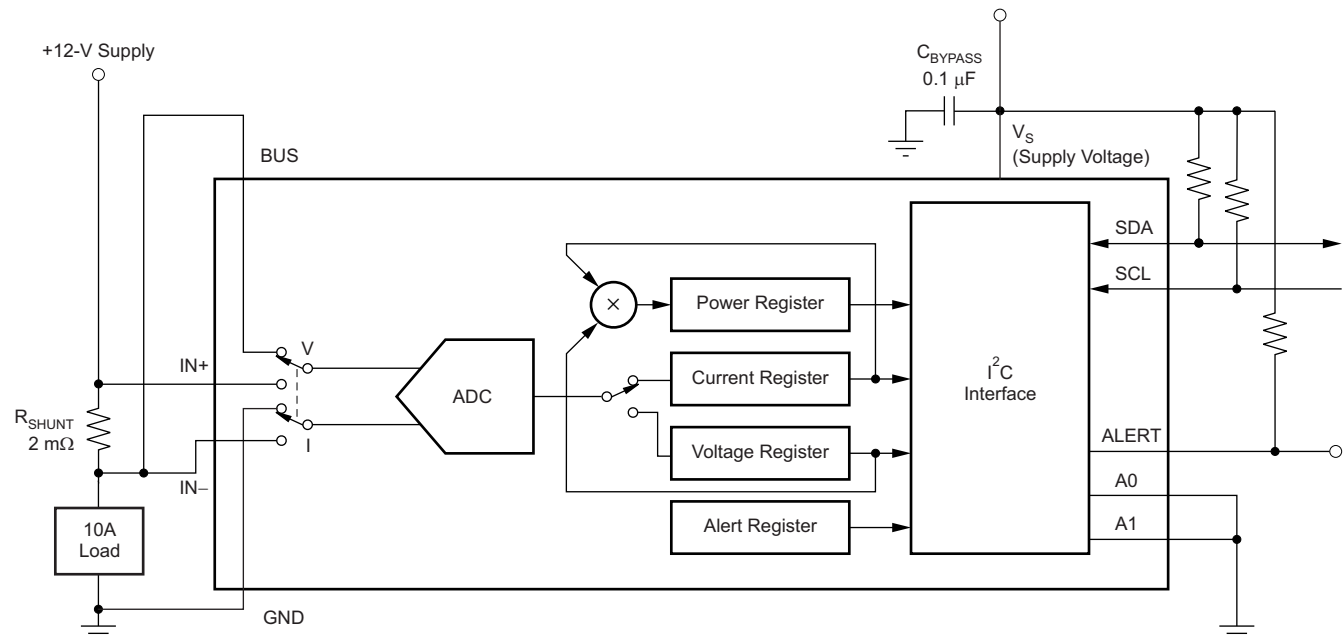 +12-V Supply
C_BYPASS
0.1 μF
V_S
(Supply Voltage)
BUS
SDA
SCL
V
IN+
R_SHUNT
2 mΩ
I
IN–
ADC
×
Power Register
Current Register
Voltage Register
Alert Register
I²C
Interface
ALERT
A0
A1
10A
Load
GND